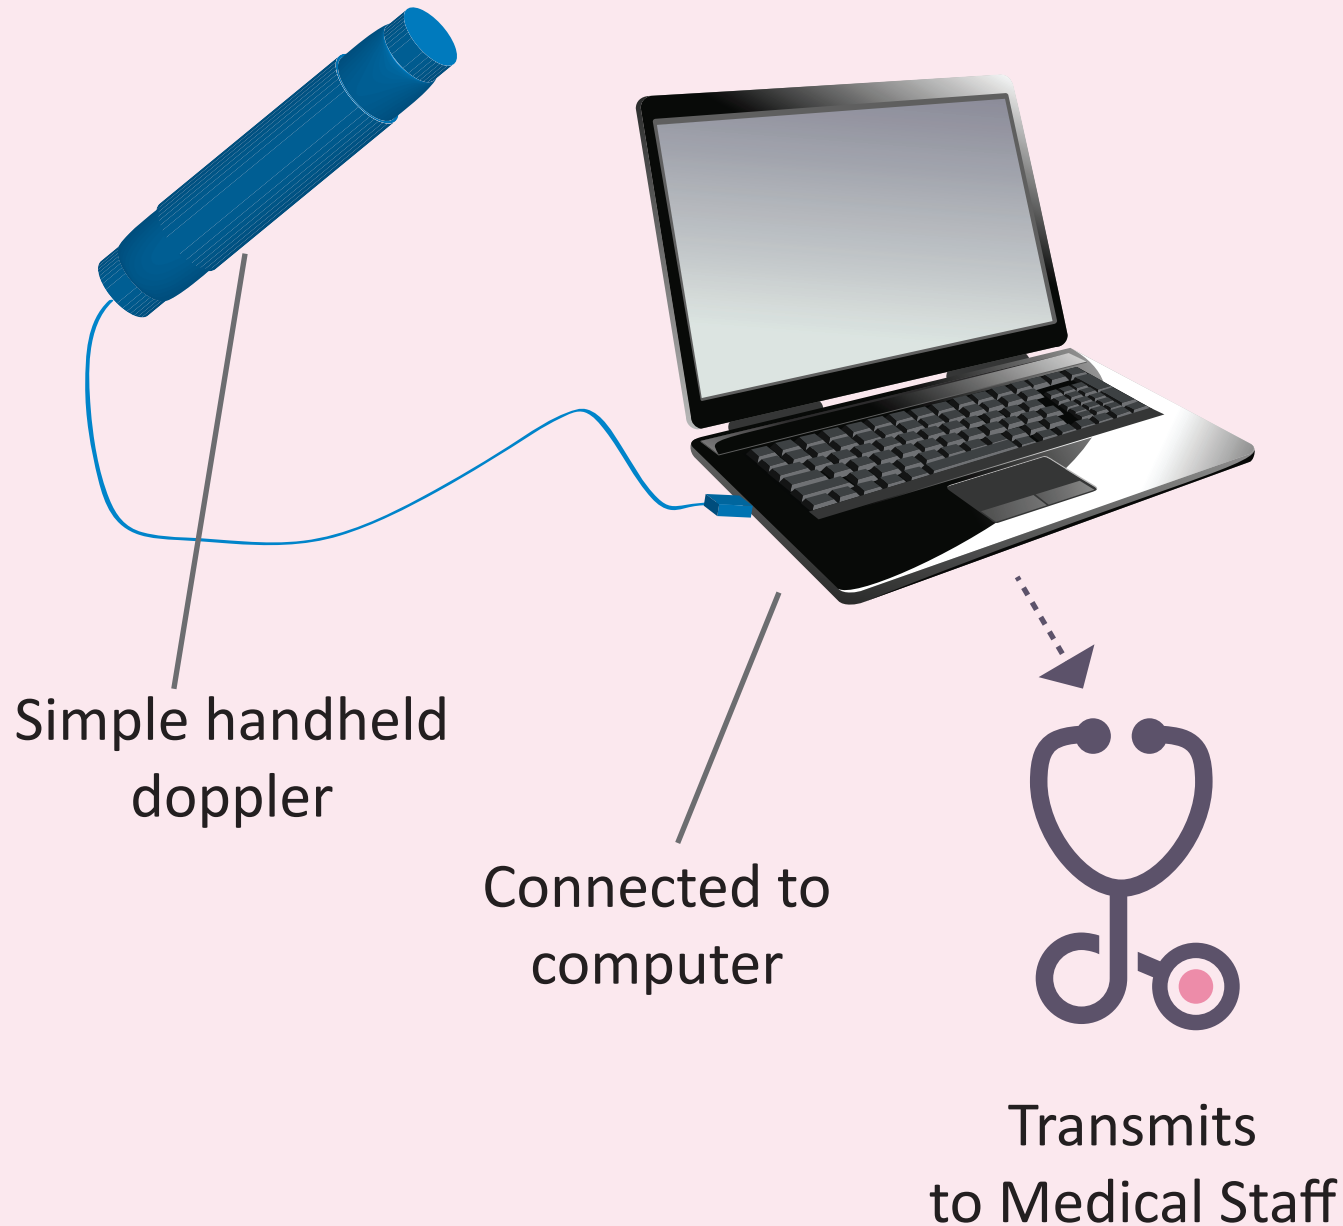 Simple handheld
doppler
Connected to
computer
Transmits
to Medical Staff